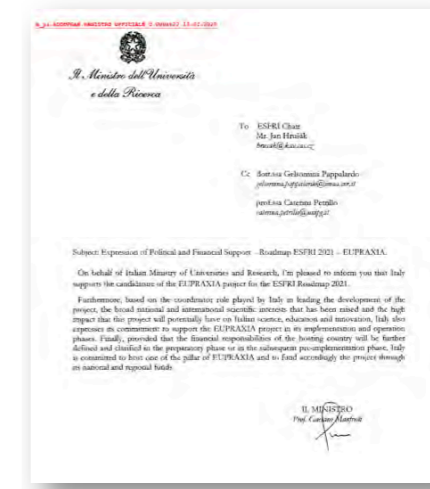 Il Ministro dell'Università
e della Ricerca
To ESFRI Chair
Mr. Jan Hrušák
Cc dott.ssa Gelsomina Pappalardo
prof.ssa Caterina Petrillo
Subject: Expression of Political and Financial Support – Roadmap ESFRI 2021 – EUPRAXIA.
On behalf of Italian Ministry of Universities and Research, I'm pleased to inform you that Italy
supports the candidature of the EUPRAXIA project for the ESFRI Roadmap 2021.
Furthermore, based on the coordinator role played by Italy in leading the development of the
project, the broad national and international scientific interests that has been raised and the high
impact that this project will potentially have on Italian science, education and innovation, Italy also
expresses its commitment to support the EUPRAXIA project in its implementation and operation
phases. Finally, provided that the financial responsibilities of the hosting country will be further
defined and clarified in the preparatory phase or in the subsequent pre-implementation phase, Italy
is committed to host one of the pillar of EUPRAXIA and to fund accordingly the project through
its national and regional funds.
IL MINISTRO
Prof. Gaetano Manfredi